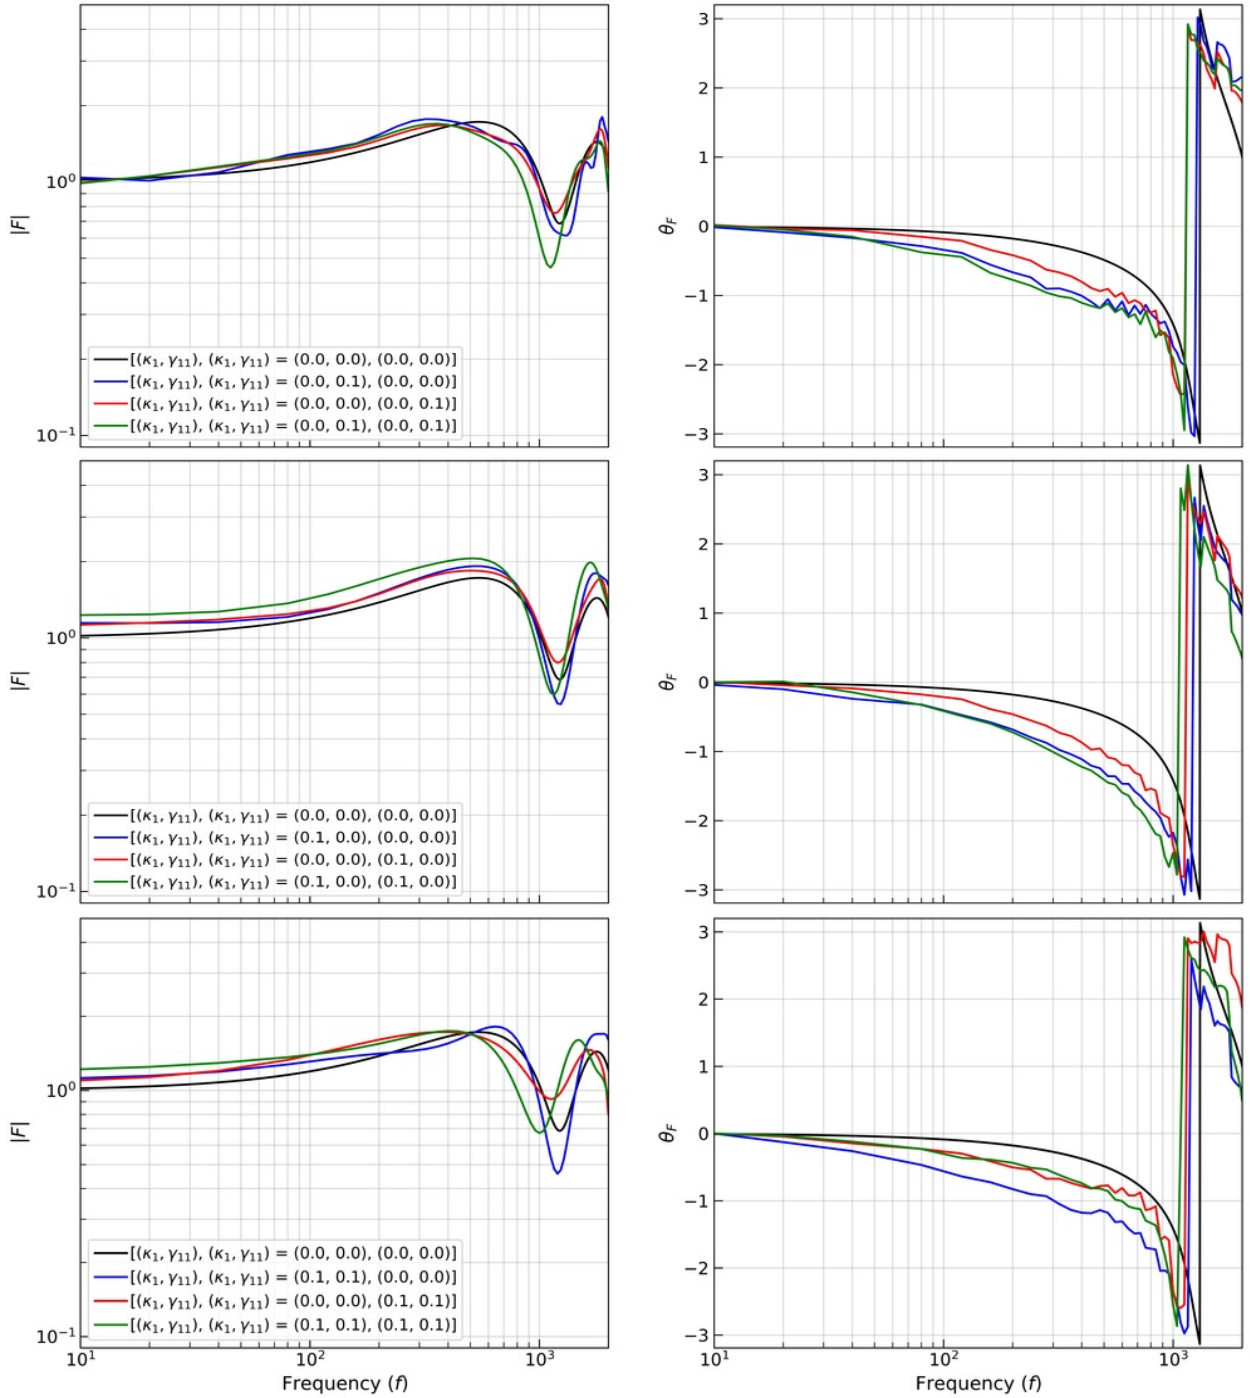 |F|
10⁰
10⁻¹
[(κ₁, γ₁₁), (κ₁, γ₁₁) = (0.0, 0.0), (0.0, 0.0)]
[(κ₁, γ₁₁), (κ₁, γ₁₁) = (0.0, 0.1), (0.0, 0.0)]
[(κ₁, γ₁₁), (κ₁, γ₁₁) = (0.0, 0.0), (0.0, 0.1)]
[(κ₁, γ₁₁), (κ₁, γ₁₁) = (0.0, 0.1), (0.0, 0.1)]
θ_F
3
2
1
0
−1
−2
−3
|F|
10⁰
10⁻¹
[(κ₁, γ₁₁), (κ₁, γ₁₁) = (0.0, 0.0), (0.0, 0.0)]
[(κ₁, γ₁₁), (κ₁, γ₁₁) = (0.1, 0.0), (0.0, 0.0)]
[(κ₁, γ₁₁), (κ₁, γ₁₁) = (0.0, 0.0), (0.1, 0.0)]
[(κ₁, γ₁₁), (κ₁, γ₁₁) = (0.1, 0.0), (0.1, 0.0)]
θ_F
3
2
1
0
−1
−2
−3
|F|
10⁰
10⁻¹
[(κ₁, γ₁₁), (κ₁, γ₁₁) = (0.0, 0.0), (0.0, 0.0)]
[(κ₁, γ₁₁), (κ₁, γ₁₁) = (0.1, 0.1), (0.0, 0.0)]
[(κ₁, γ₁₁), (κ₁, γ₁₁) = (0.0, 0.0), (0.1, 0.1)]
[(κ₁, γ₁₁), (κ₁, γ₁₁) = (0.1, 0.1), (0.1, 0.1)]
10¹ 10² 10³
Frequency (f)
θ_F
3
2
1
0
−1
−2
−3
10¹ 10² 10³
Frequency (f)